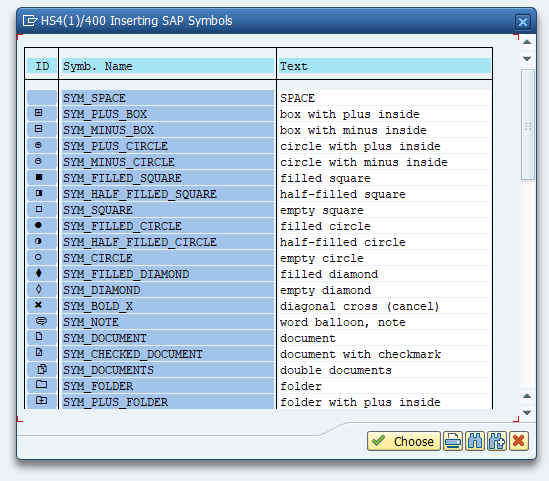 HS4(1)/400 Inserting SAP Symbols
ID Symb. Name Text
SYM_SPACE SPACE
SYM_PLUS_BOX box with plus inside
SYM_MINUS_BOX box with minus inside
SYM_PLUS_CIRCLE circle with plus inside
SYM_MINUS_CIRCLE circle with minus inside
SYM_FILLED_SQUARE filled square
SYM_HALF_FILLED_SQUARE half-filled square
SYM_SQUARE empty square
SYM_FILLED_CIRCLE filled circle
SYM_HALF_FILLED_CIRCLE half-filled circle
SYM_CIRCLE empty circle
SYM_FILLED_DIAMOND filled diamond
SYM_DIAMOND empty diamond
SYM_BOLD_X diagonal cross (cancel)
SYM_NOTE word balloon, note
SYM_DOCUMENT document
SYM_CHECKED_DOCUMENT document with checkmark
SYM_DOCUMENTS double documents
SYM_FOLDER folder
SYM_PLUS_FOLDER folder with plus inside
Choose